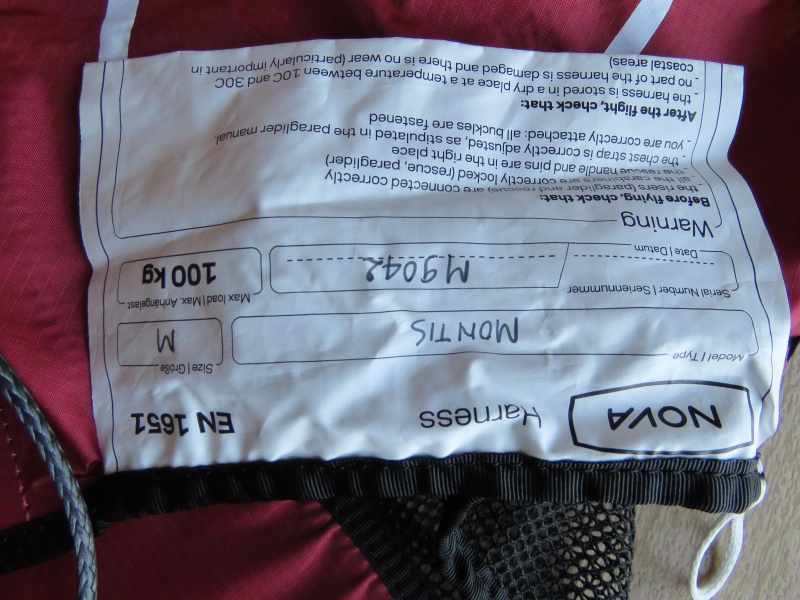 NOVA Harness EN 1651
Model | Type Size | Größe
MONTIS M
Serial Number | Seriennummer Max load | Max. Anhängelast
M9042 100 kg
Date | Datum
Warning
Before flying, check that:
- the risers (paraglider and rescue) are connected correctly
- all the carabiners are correctly locked (rescue, paraglider)
- the rescue handle and pins are in the right place
- the chest strap is correctly adjusted, as stipulated in the paraglider manual.
- you are correctly attached: all buckles are fastened
After the flight, check that:
- the harness is stored in a dry place at a temperature between 10C and 30C
- no part of the harness is damaged and there is no wear (particularly important in
coastal areas)